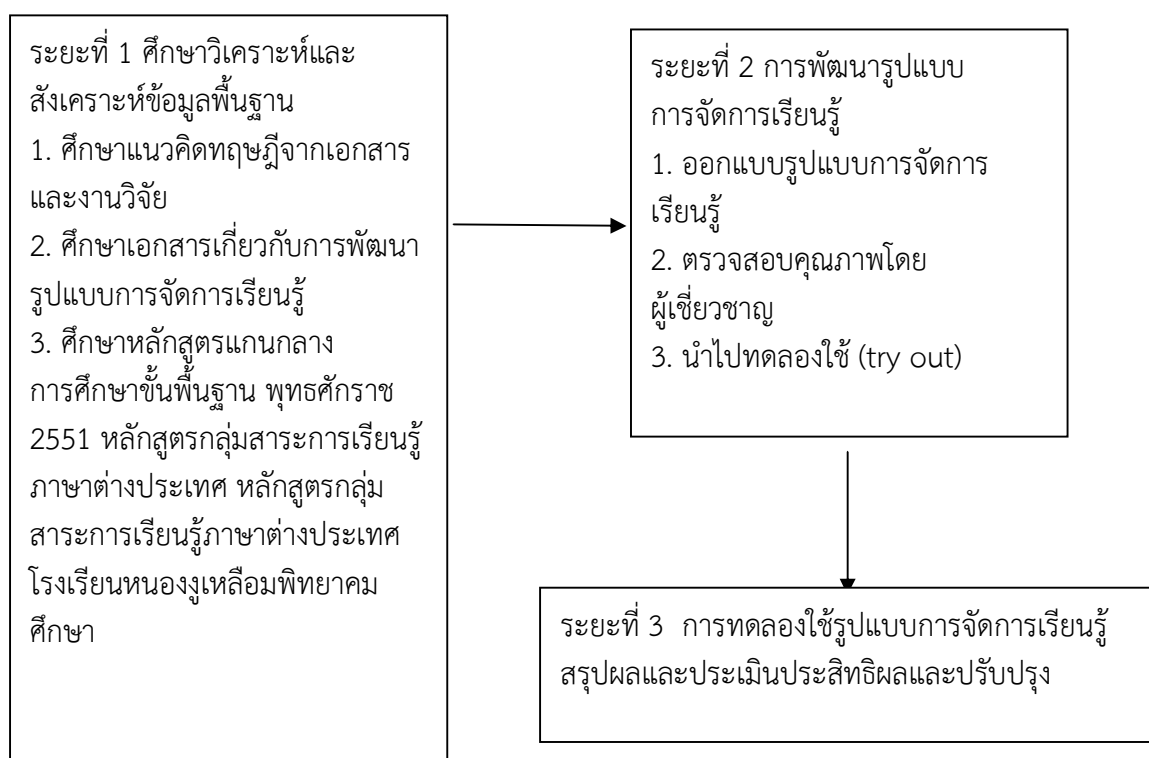 ระยะที่ 1 ศึกษาวิเคราะห์และ
สังเคราะห์ข้อมูลพื้นฐาน
1. ศึกษาแนวคิดทฤษฎีจากเอกสาร
และงานวิจัย
2. ศึกษาเอกสารเกี่ยวกับการพัฒนา
รูปแบบการจัดการเรียนรู้
3. ศึกษาหลักสูตรแกนกลาง
การศึกษาขั้นพื้นฐาน พุทธศักราช
2551 หลักสูตรกลุ่มสาระการเรียนรู้
ภาษาต่างประเทศ หลักสูตรกลุ่ม
สาระการเรียนรู้ภาษาต่างประเทศ
โรงเรียนหนองงูเหลือมพิทยาคม
ศึกษา
ระยะที่ 2 การพัฒนารูปแบบ
การจัดการเรียนรู้
1. ออกแบบรูปแบบการจัดการ
เรียนรู้
2. ตรวจสอบคุณภาพโดย
ผู้เชี่ยวชาญ
3. นำไปทดลองใช้ (try out)
ระยะที่ 3 การทดลองใช้รูปแบบการจัดการเรียนรู้
สรุปผลและประเมินประสิทธิผลและปรับปรุง